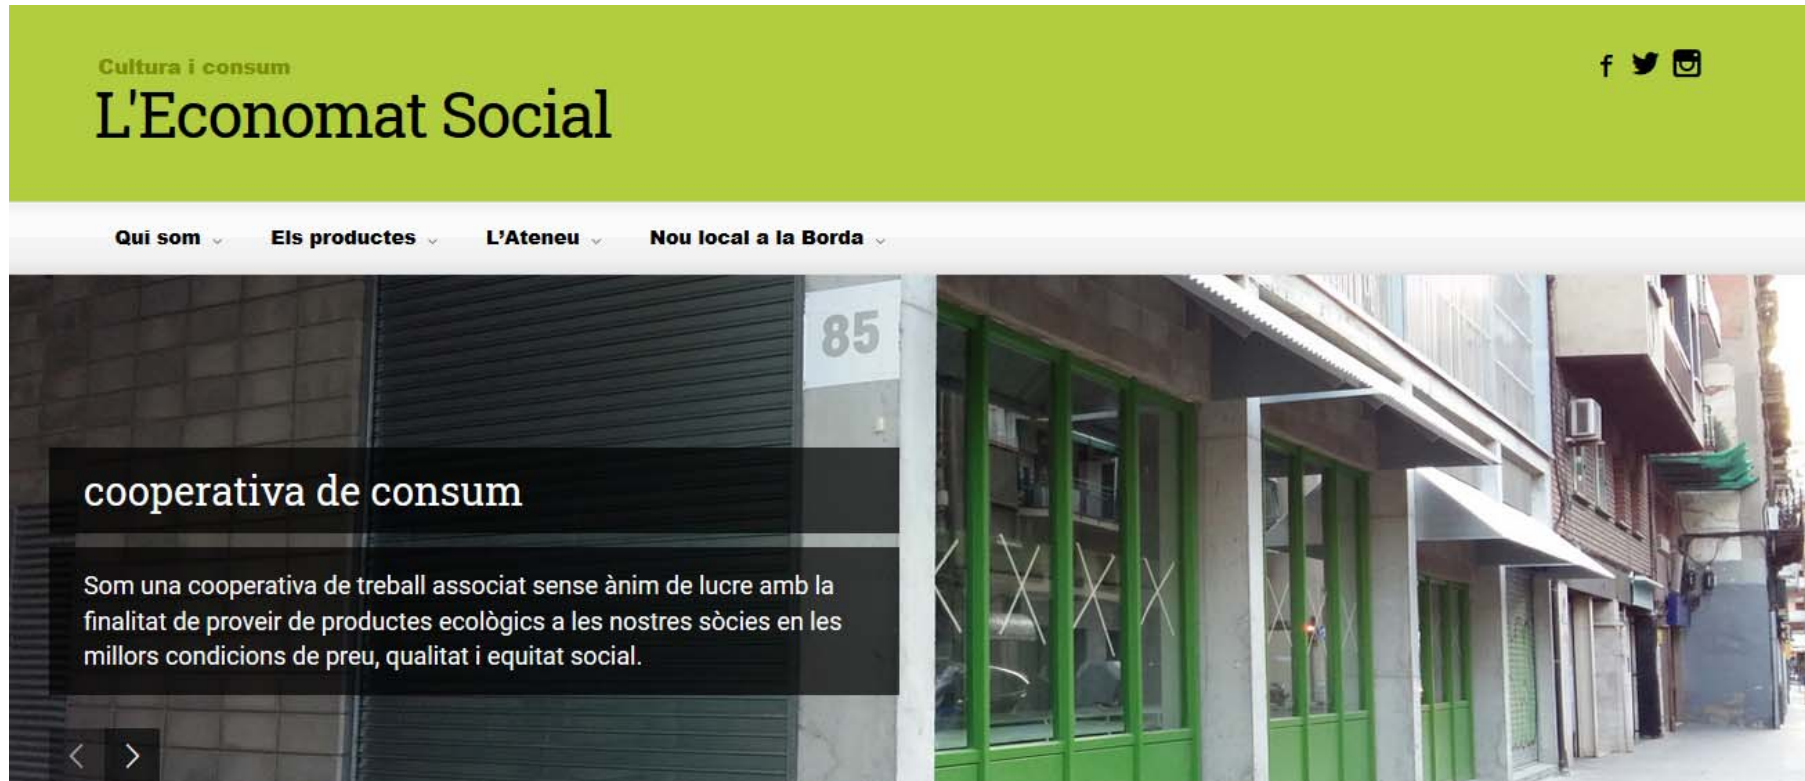 Cultura i consum
L'Economat Social
Qui som
Els productes
L'Ateneu
Nou local a la Borda
85
cooperativa de consum
Som una cooperativa de treball associat sense ànim de lucre amb la
finalitat de proveir de productes ecològics a les nostres sòcies en les
millors condicions de preu, qualitat i equitat social.